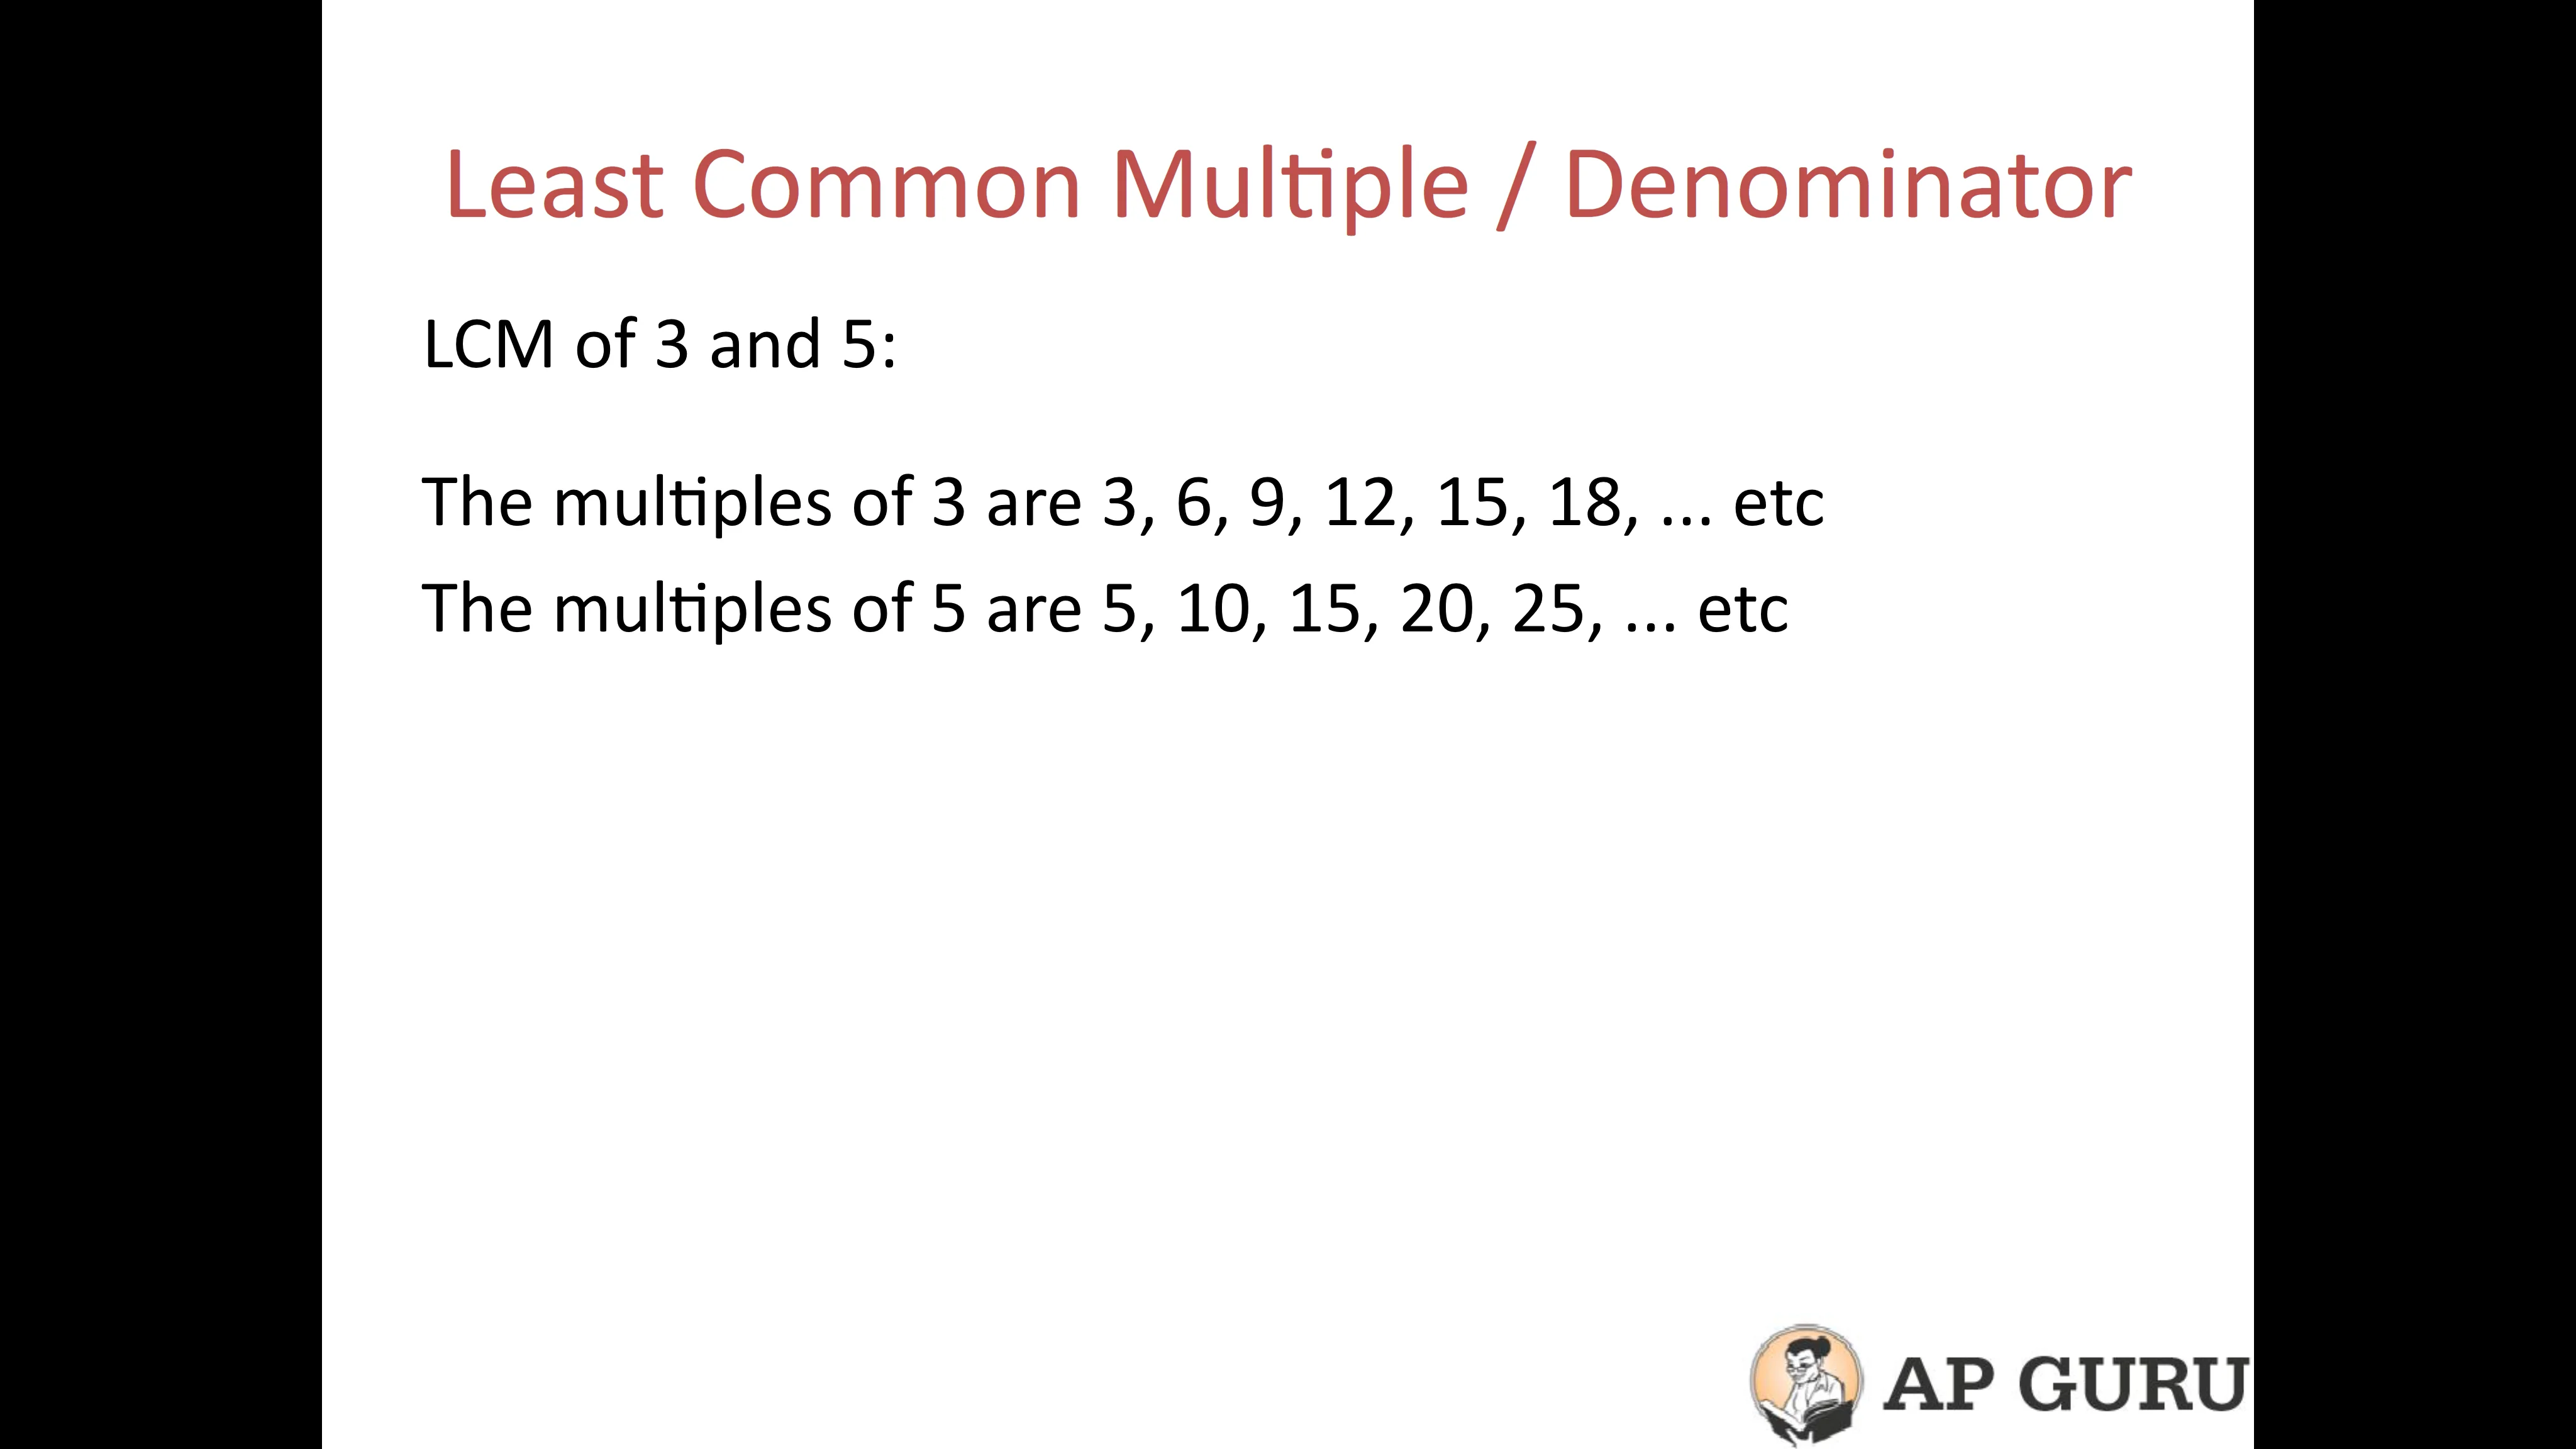 Least Common Multiple / Denominator
LCM of 3 and 5:
The multiples of 3 are 3, 6, 9, 12, 15, 18, ... etc
The multiples of 5 are 5, 10, 15, 20, 25, ... etc
AP GURU